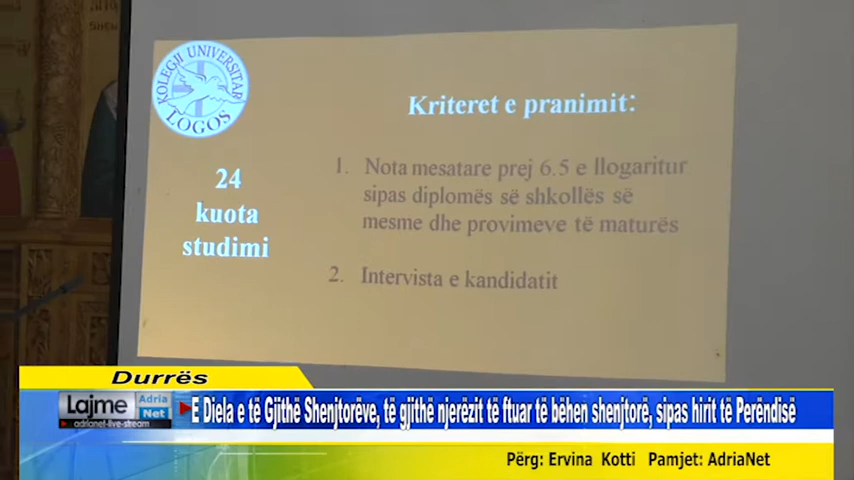 KOLEGJI UNIVERSITAR
LOGOS
24
kuota
studimi
Kriteret e pranimit:
1. Nota mesatare prej 6.5 e llogaritur
sipas diplomës së shkollës së
mesme dhe provimeve të maturës
2. Intervista e kandidatit
Durrës
Lajme Adria
Net
adrianet-live-stream
E Diela e të Gjithë Shenjtorëve, të gjithë njerëzit të ftuar të bëhen shenjtorë, sipas hirit të Perëndisë
Përg: Ervina Kotti Pamjet: AdriaNet